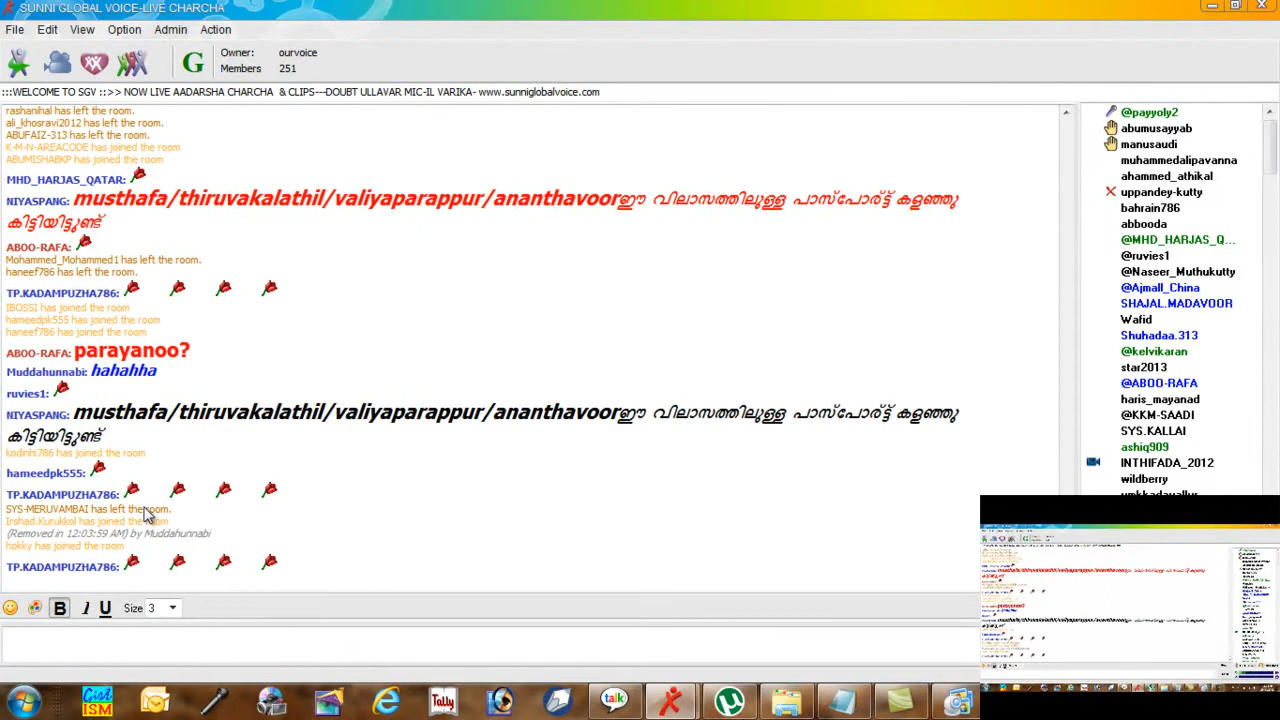 SUNNI GLOBAL VOICE-LIVE CHARCHA
File Edit View Option Admin Action
Owner: ourvoice
Members 251
:::WELCOME TO SGV ::>> NOW LIVE AADARSHA CHARCHA & CLIPS---DOUBT ULLAVAR MIC-IL VARIKA- www.sunniglobalvoice.com
rashanihal has left the room.
ali_khosravi2012 has left the room.
ABUFAIZ-313 has left the room.
K-M-N-AREACODE has joined the room
ABUMISHABKP has joined the room
MHD_HARJAS_QATAR:
NIYASPANG: musthafa/thiruvakalathil/valiyaparappur/ananthavoorഈ വിലാസത്തിലുള്ള പാസ്പോര്‍ട്ട് കളഞ്ഞു
കിട്ടിയിട്ടുണ്ട്
ABOO-RAFA:
Mohammed_Mohammed1 has left the room.
haneef786 has left the room.
TP.KADAMPUZHA786:
IBOSSI has joined the room
hameedpk555 has joined the room
haneef786 has joined the room
ABOO-RAFA: parayanoo?
Muddahunnabi: hahahha
ruvies1:
NIYASPANG: musthafa/thiruvakalathil/valiyaparappur/ananthavoorഈ വിലാസത്തിലുള്ള പാസ്പോര്‍ട്ട് കളഞ്ഞു
കിട്ടിയിട്ടുണ്ട്
kodinhi786 has joined the room
hameedpk555:
TP.KADAMPUZHA786:
SYS-MERUVAMBAI has left the room.
Irshad.Kurukkol has joined the room
(Removed in 12:03:59 AM) by Muddahunnabi
hokky has joined the room
TP.KADAMPUZHA786:
B I U Size 3
@payyoly2
abumusayyab
manusaudi
muhammedalipavanna
ahammed_athikal
uppandey-kutty
bahrain786
abbooda
@MHD_HARJAS_Q...
@ruvies1
@Naseer_Muthukutty
@Ajmall_China
SHAJAL.MADAVOOR
Wafid
Shuhadaa.313
@kelvikaran
star2013
@ABOO-RAFA
haris_mayanad
@KKM-SAADI
SYS.KALLAI
ashiq909
INTHIFADA_2012
wildberry
Gist
ISM
Tally
talk